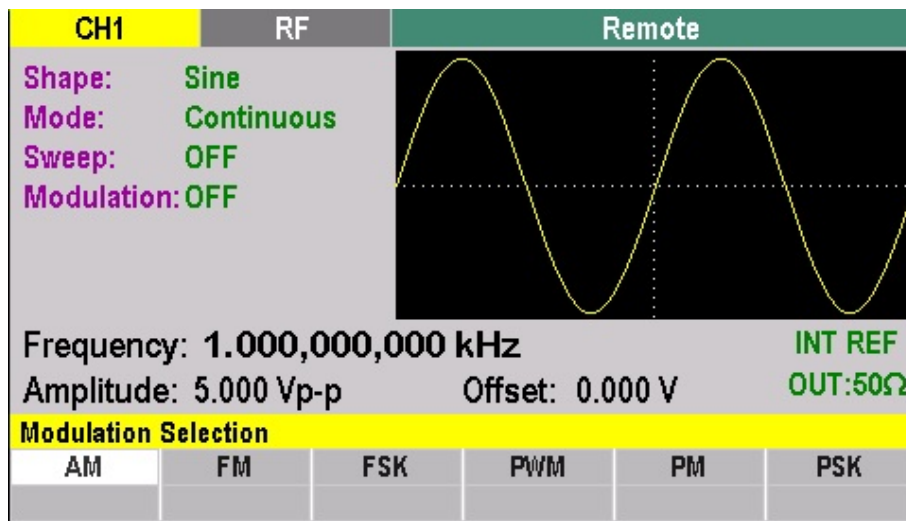 CH1 RF Remote
Shape: Sine
Mode: Continuous
Sweep: OFF
Modulation: OFF
Frequency: 1.000,000,000 kHz INT REF
Amplitude: 5.000 Vp-p Offset: 0.000 V OUT:50Ω
Modulation Selection
AM FM FSK PWM PM PSK